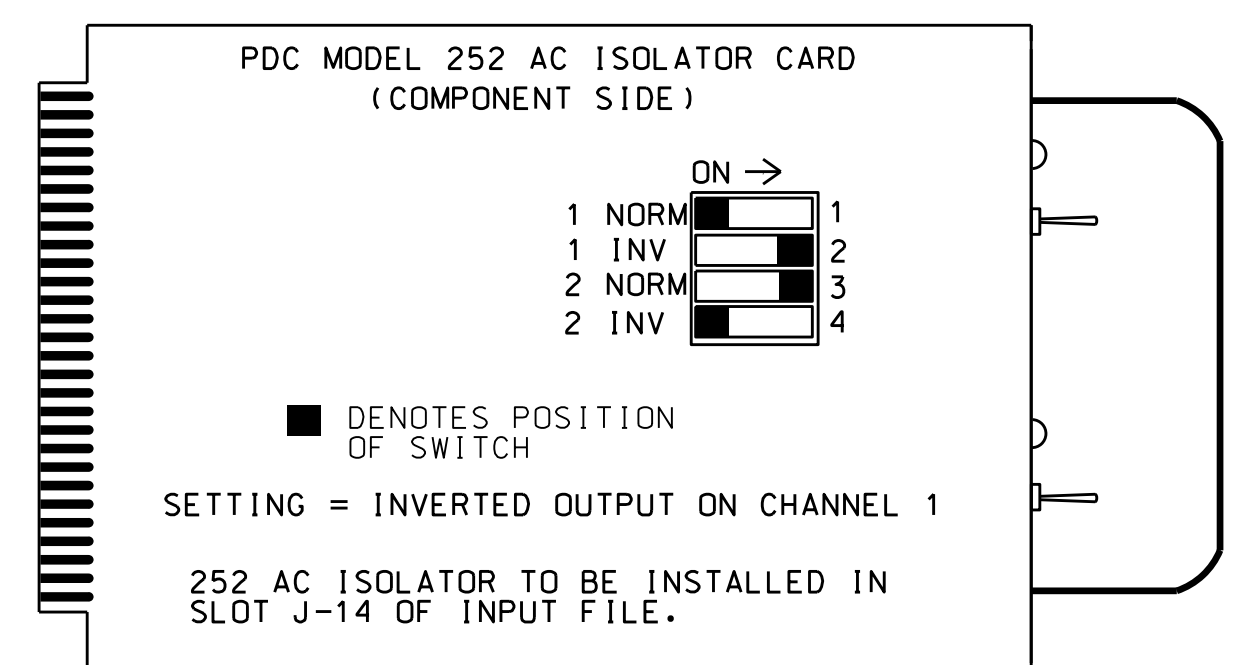 PDC MODEL 252 AC ISOLATOR CARD
(COMPONENT SIDE)
ON →
1 NORM 1
1 INV 2
2 NORM 3
2 INV 4
DENOTES POSITION
OF SWITCH
SETTING = INVERTED OUTPUT ON CHANNEL 1
252 AC ISOLATOR TO BE INSTALLED IN
SLOT J-14 OF INPUT FILE.